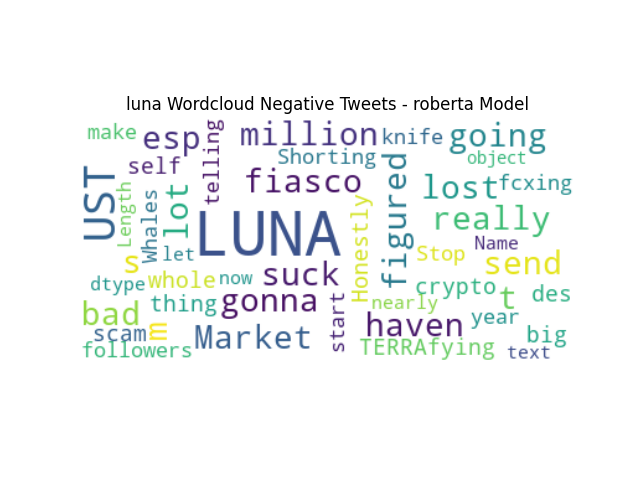 luna Wordcloud Negative Tweets - roberta Model
make
esp
telling
million
knife
going
self
Shorting
object
UST
Length
Whales
lot
fiasco
figured
lost
fcxing
LUNA
Honestly
really
let
Stop
Name
s
suck
send
dtype
whole
now
crypto
t
des
bad
thing
gonna
start
nearly
year
scam
m
Market
haven
big
followers
TERRAfying
text